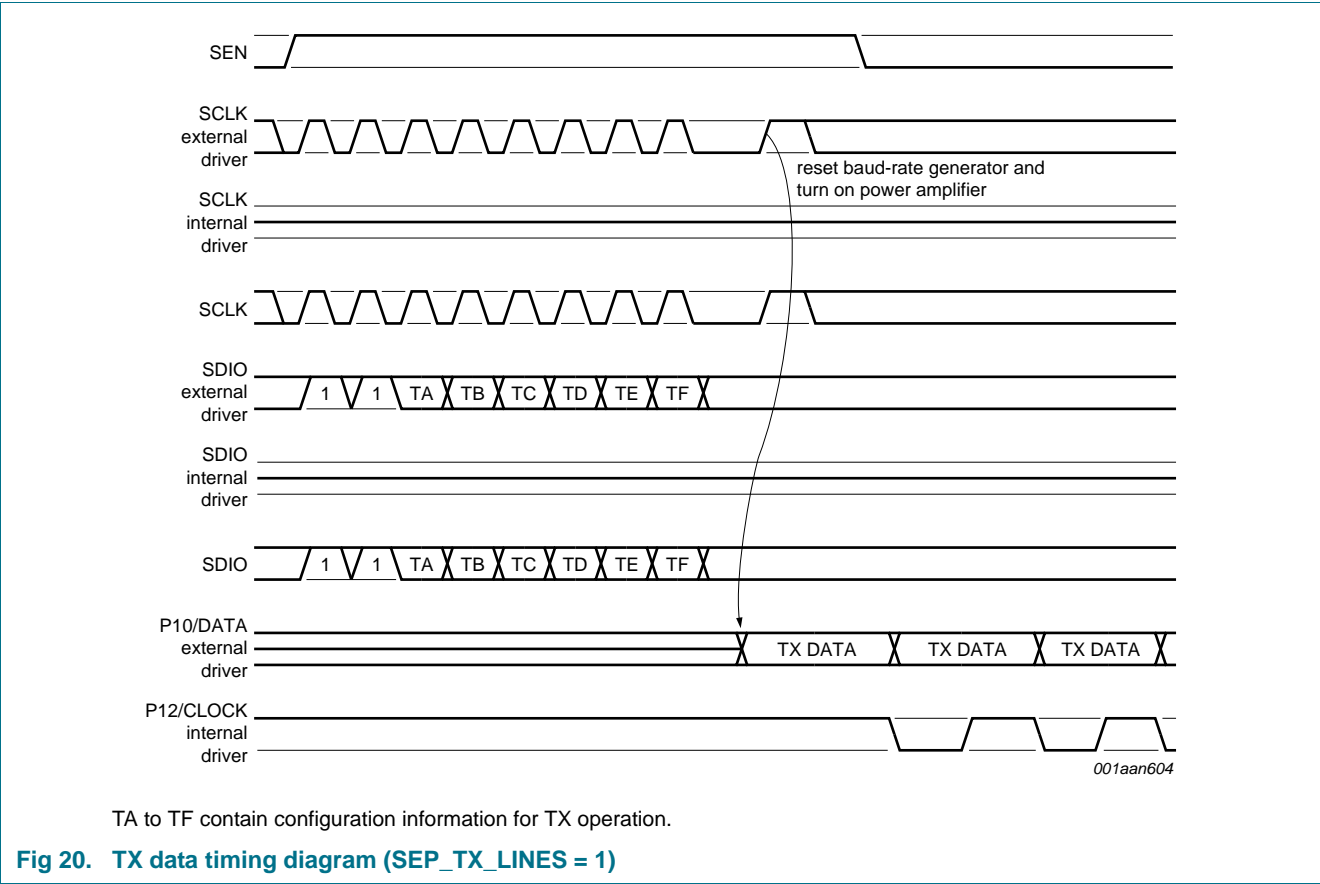 SEN
SCLK
external
driver
reset baud-rate generator and
turn on power amplifier
SCLK
internal
driver
SCLK
SDIO
external
driver
1 1 TA TB TC TD TE TF
SDIO
internal
driver
SDIO
1 1 TA TB TC TD TE TF
P10/DATA
external
driver
TX DATA TX DATA TX DATA
P12/CLOCK
internal
driver
001aan604
TA to TF contain configuration information for TX operation.
Fig 20. TX data timing diagram (SEP_TX_LINES = 1)